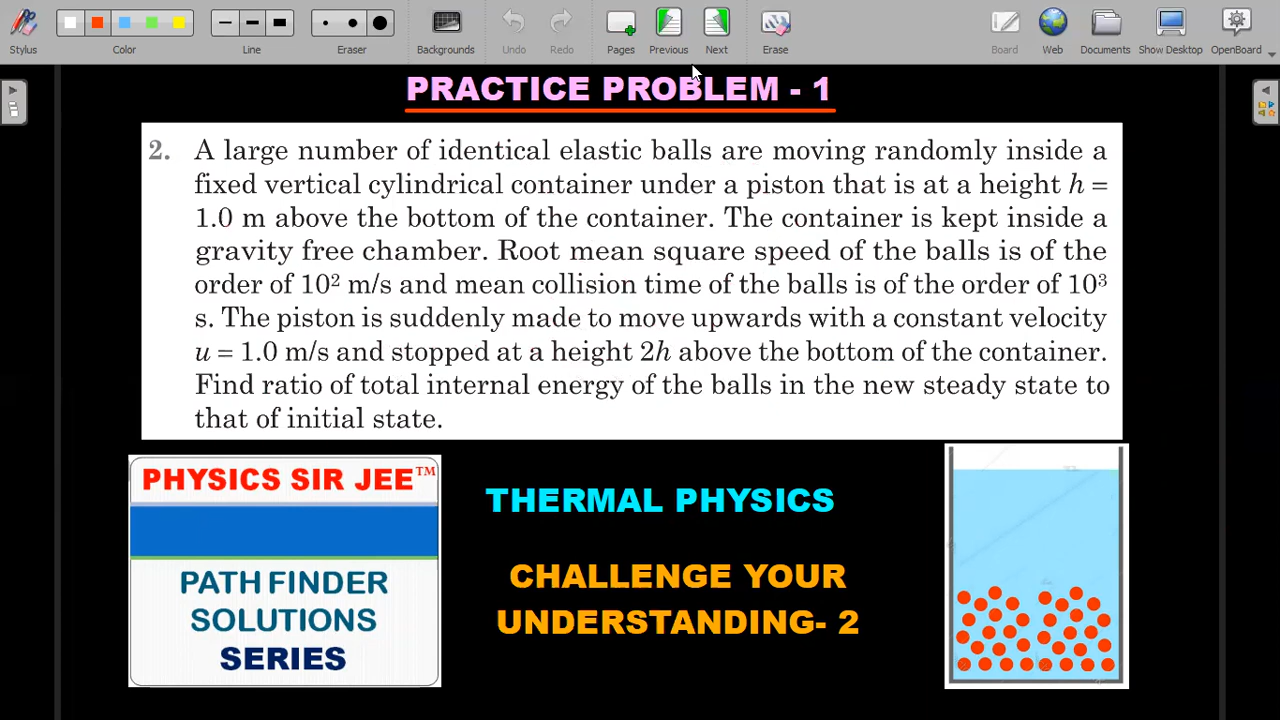 Stylus
Color
Line
Eraser
Backgrounds
Undo
Redo
Pages
Previous
Next
Erase
Board
Web
Documents
Show Desktop
OpenBoard
PRACTICE PROBLEM - 1
2. A large number of identical elastic balls are moving randomly inside a
fixed vertical cylindrical container under a piston that is at a height h =
1.0 m above the bottom of the container. The container is kept inside a
gravity free chamber. Root mean square speed of the balls is of the
order of 10² m/s and mean collision time of the balls is of the order of 10³
s. The piston is suddenly made to move upwards with a constant velocity
u = 1.0 m/s and stopped at a height 2h above the bottom of the container.
Find ratio of total internal energy of the balls in the new steady state to
that of initial state.
PHYSICS SIR JEE™
PATH FINDER
SOLUTIONS
SERIES
THERMAL PHYSICS
CHALLENGE YOUR
UNDERSTANDING- 2